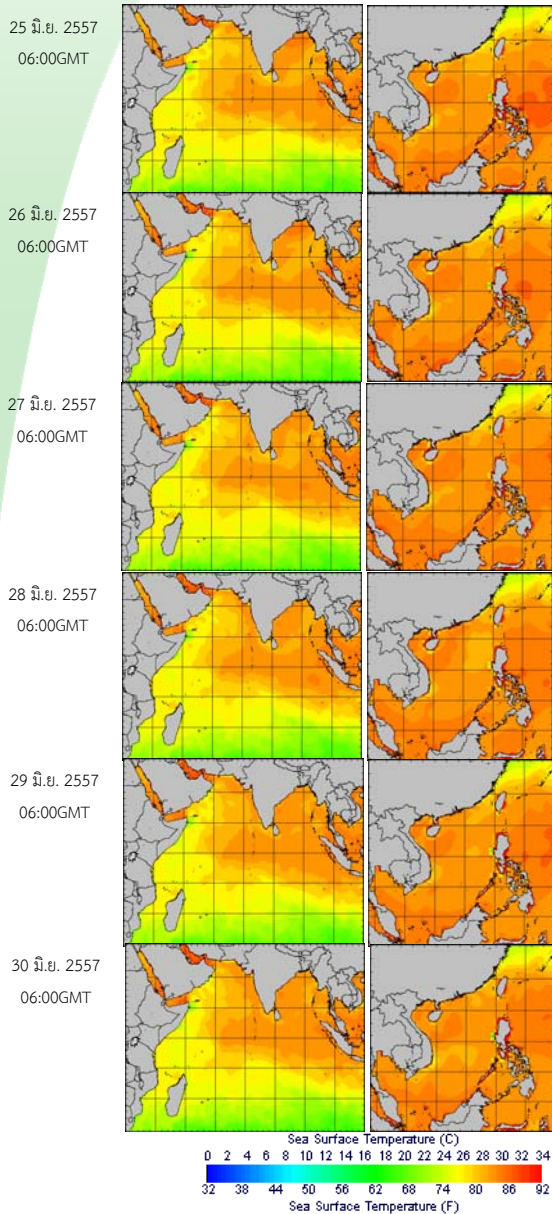 25 มิ.ย. 2557
06:00GMT
26 มิ.ย. 2557
06:00GMT
27 มิ.ย. 2557
06:00GMT
28 มิ.ย. 2557
06:00GMT
29 มิ.ย. 2557
06:00GMT
30 มิ.ย. 2557
06:00GMT
Sea Surface Temperature (C)
0 2 4 6 8 10 12 14 16 18 20 22 24 26 28 30 32 34
32 38 44 50 56 62 68 74 80 86 92
Sea Surface Temperature (F)